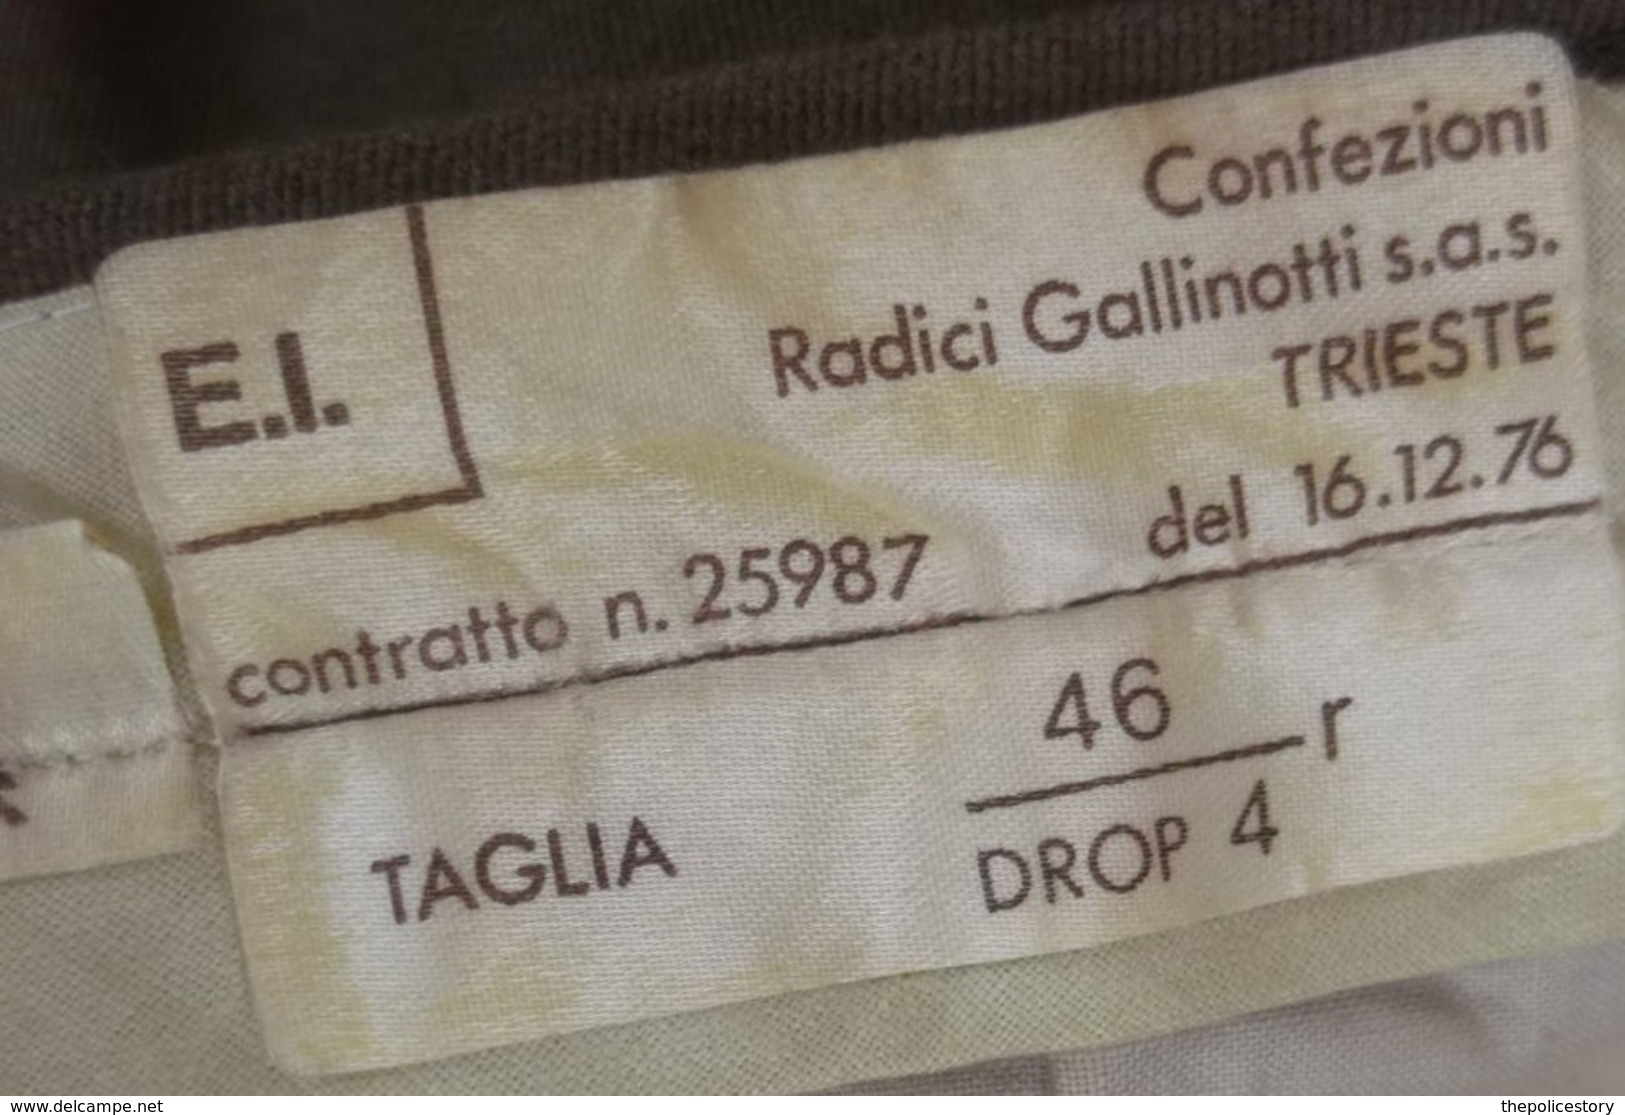 E.I.
Confezioni
Radici Gallinotti s.a.s.
TRIESTE
contratto n. 25987 del 16.12.76
TAGLIA 46 r
DROP 4
www.delcampe.net
thepolicestory